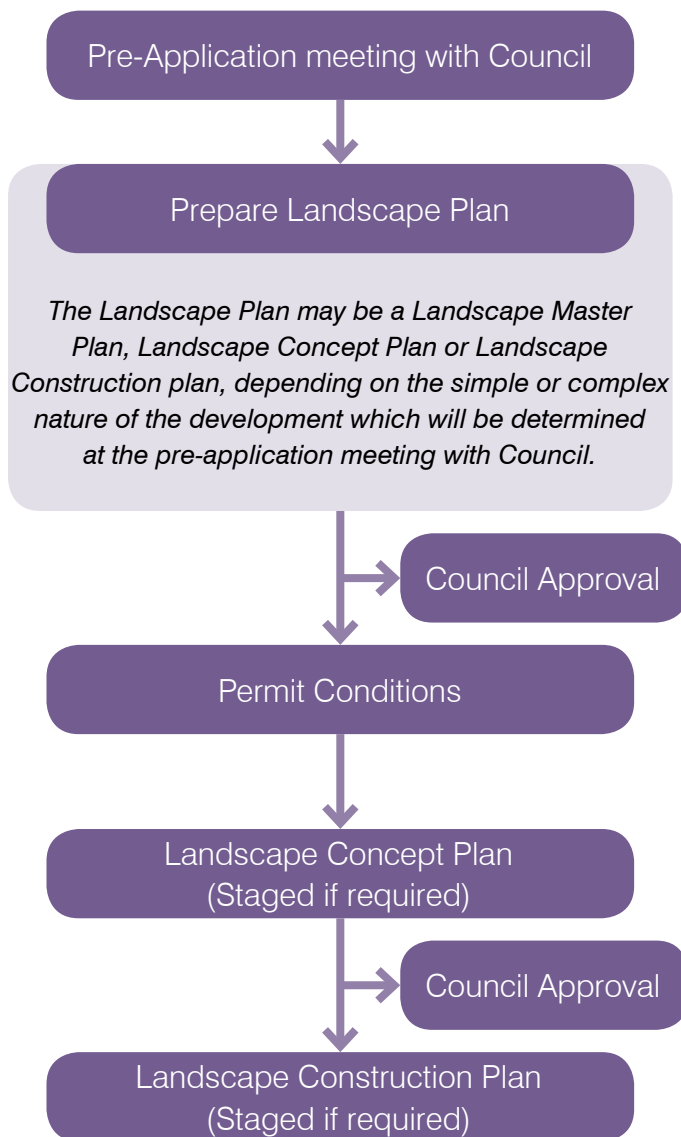 Pre-Application meeting with Council
Prepare Landscape Plan
The Landscape Plan may be a Landscape Master
Plan, Landscape Concept Plan or Landscape
Construction plan, depending on the simple or complex
nature of the development which will be determined
at the pre-application meeting with Council.
Council Approval
Permit Conditions
Landscape Concept Plan
(Staged if required)
Council Approval
Landscape Construction Plan
(Staged if required)